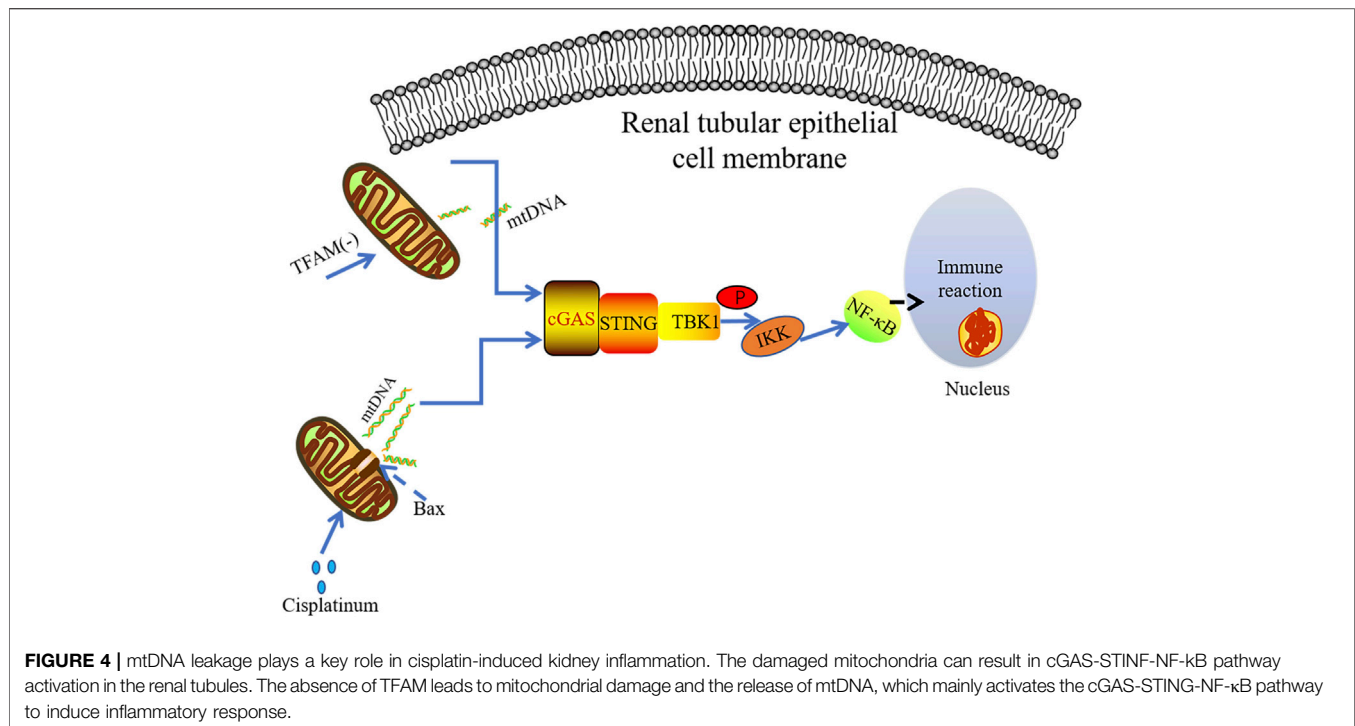 Renal tubular epithelial
cell membrane
mtDNA
TFAM(-)
Immune
reaction
P
cGAS
STING
TBK1
IKK
NF-κB
Nucleus
mtDNA
Bax
Cisplatinum
FIGURE 4 | mtDNA leakage plays a key role in cisplatin-induced kidney inflammation. The damaged mitochondria can result in cGAS-STINF-NF-kB pathway
activation in the renal tubules. The absence of TFAM leads to mitochondrial damage and the release of mtDNA, which mainly activates the cGAS-STING-NF-κB pathway
to induce inflammatory response.